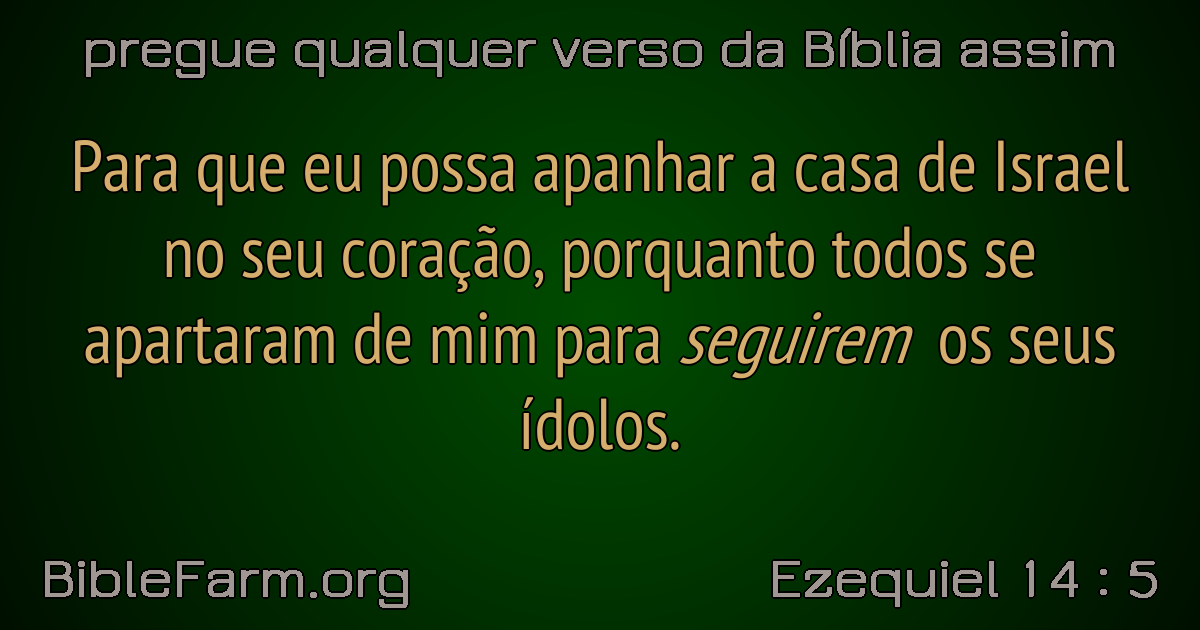 pregue qualquer verso da Bíblia assim
Para que eu possa apanhar a casa de Israel
no seu coração, porquanto todos se
apartaram de mim para seguirem os seus
ídolos.
BibleFarm.org
Ezequiel 14 : 5